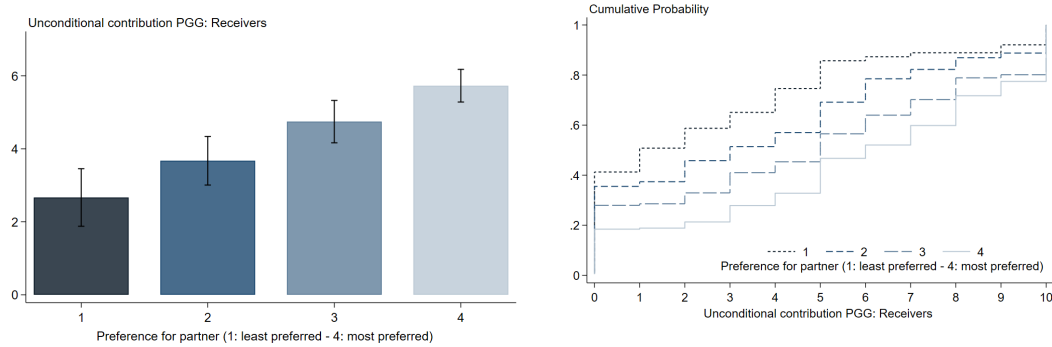 Unconditional contribution PGG: Receivers
6
4
2
0
1 2 3 4
Preference for partner (1: least preferred - 4: most preferred)
Cumulative Probability
1
.8
.6
.4
.2
0
1 2 3 4
Preference for partner (1: least preferred - 4: most preferred)
0 1 2 3 4 5 6 7 8 9 10
Unconditional contribution PGG: Receivers